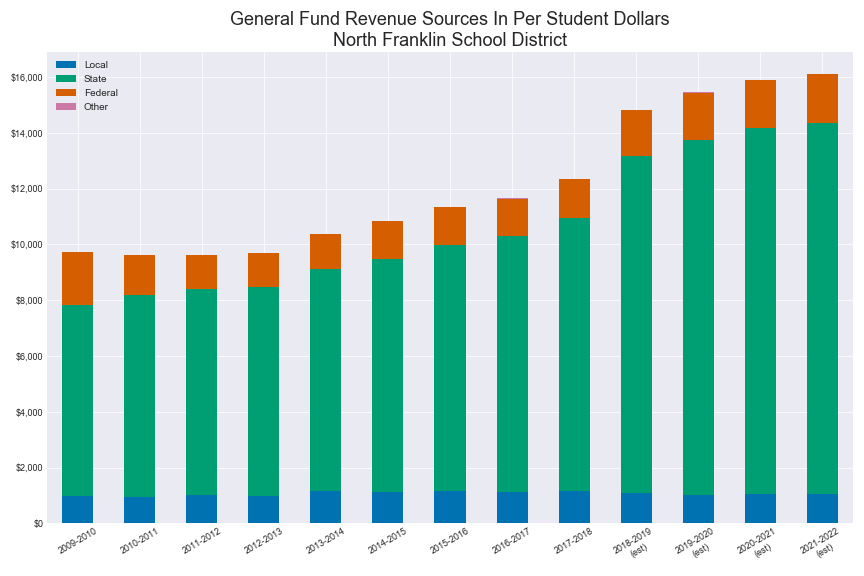 General Fund Revenue Sources In Per Student Dollars
North Franklin School District
Local
State
Federal
Other
$16,000
$14,000
$12,000
$10,000
$8,000
$6,000
$4,000
$2,000
$0
2009-2010
2010-2011
2011-2012
2012-2013
2013-2014
2014-2015
2015-2016
2016-2017
2017-2018
2018-2019
(est)
2019-2020
(est)
2020-2021
(est)
2021-2022
(est)